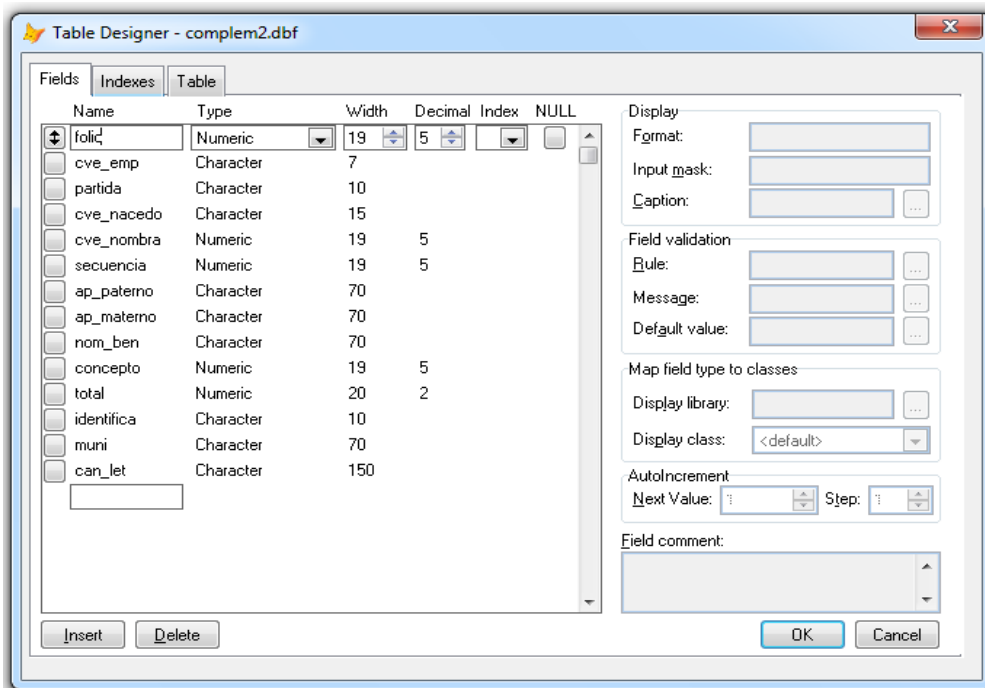 Table Designer - complem2.dbf
Fields Indexes Table
Name Type Width Decimal Index NULL
folio Numeric 19 5
cve_emp Character 7
partida Character 10
cve_nacedo Character 15
cve_nombra Numeric 19 5
secuencia Numeric 19 5
ap_paterno Character 70
ap_materno Character 70
nom_ben Character 70
concepto Numeric 19 5
total Numeric 20 2
identifica Character 10
muni Character 70
can_let Character 150
Insert Delete
Display
Format:
Input mask:
Caption: ...
Field validation
Rule: ...
Message: ...
Default value: ...
Map field type to classes
Display library: ...
Display class: <default>
AutoIncrement
Next Value: 1 Step: 1
Field comment:
OK Cancel